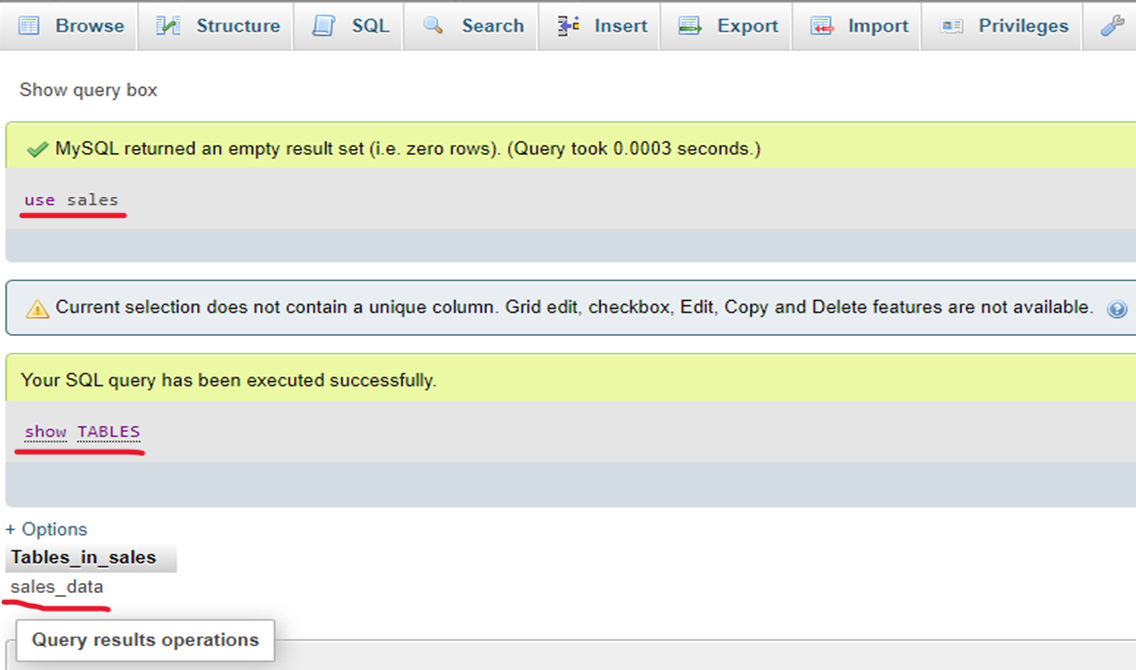 Browse Structure SQL Search Insert Export Import Privileges
Show query box
MySQL returned an empty result set (i.e. zero rows). (Query took 0.0003 seconds.)
use sales
Current selection does not contain a unique column. Grid edit, checkbox, Edit, Copy and Delete features are not available.
Your SQL query has been executed successfully.
show TABLES
+ Options
Tables_in_sales
sales_data
Query results operations